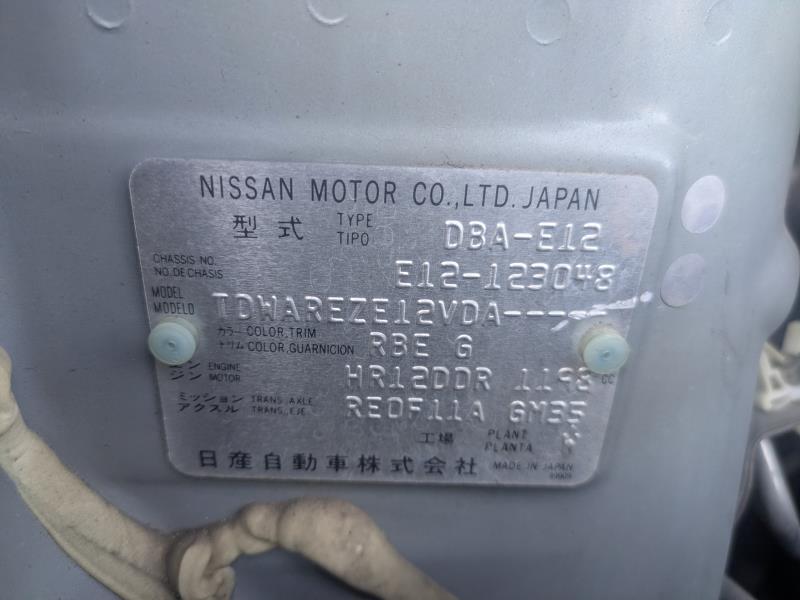 NISSAN MOTOR CO.,LTD. JAPAN
型式 TYPE TIPO DBA-E12
CHASSIS NO. NO. DE CHASIS E12-123048
MODEL MODELO TDWAREZE12VDA-----
カラー COLOR, TRIM
トリム COLOR, GUARNICION RBE G
エンジン ENGINE MOTOR HR12DDR 1198 CC
ミッション TRANS. AXLE
アクスル TRANS. EJE RE0F11A GM35
工場 PLANT PLANTA
日産自動車株式会社 MADE IN JAPAN